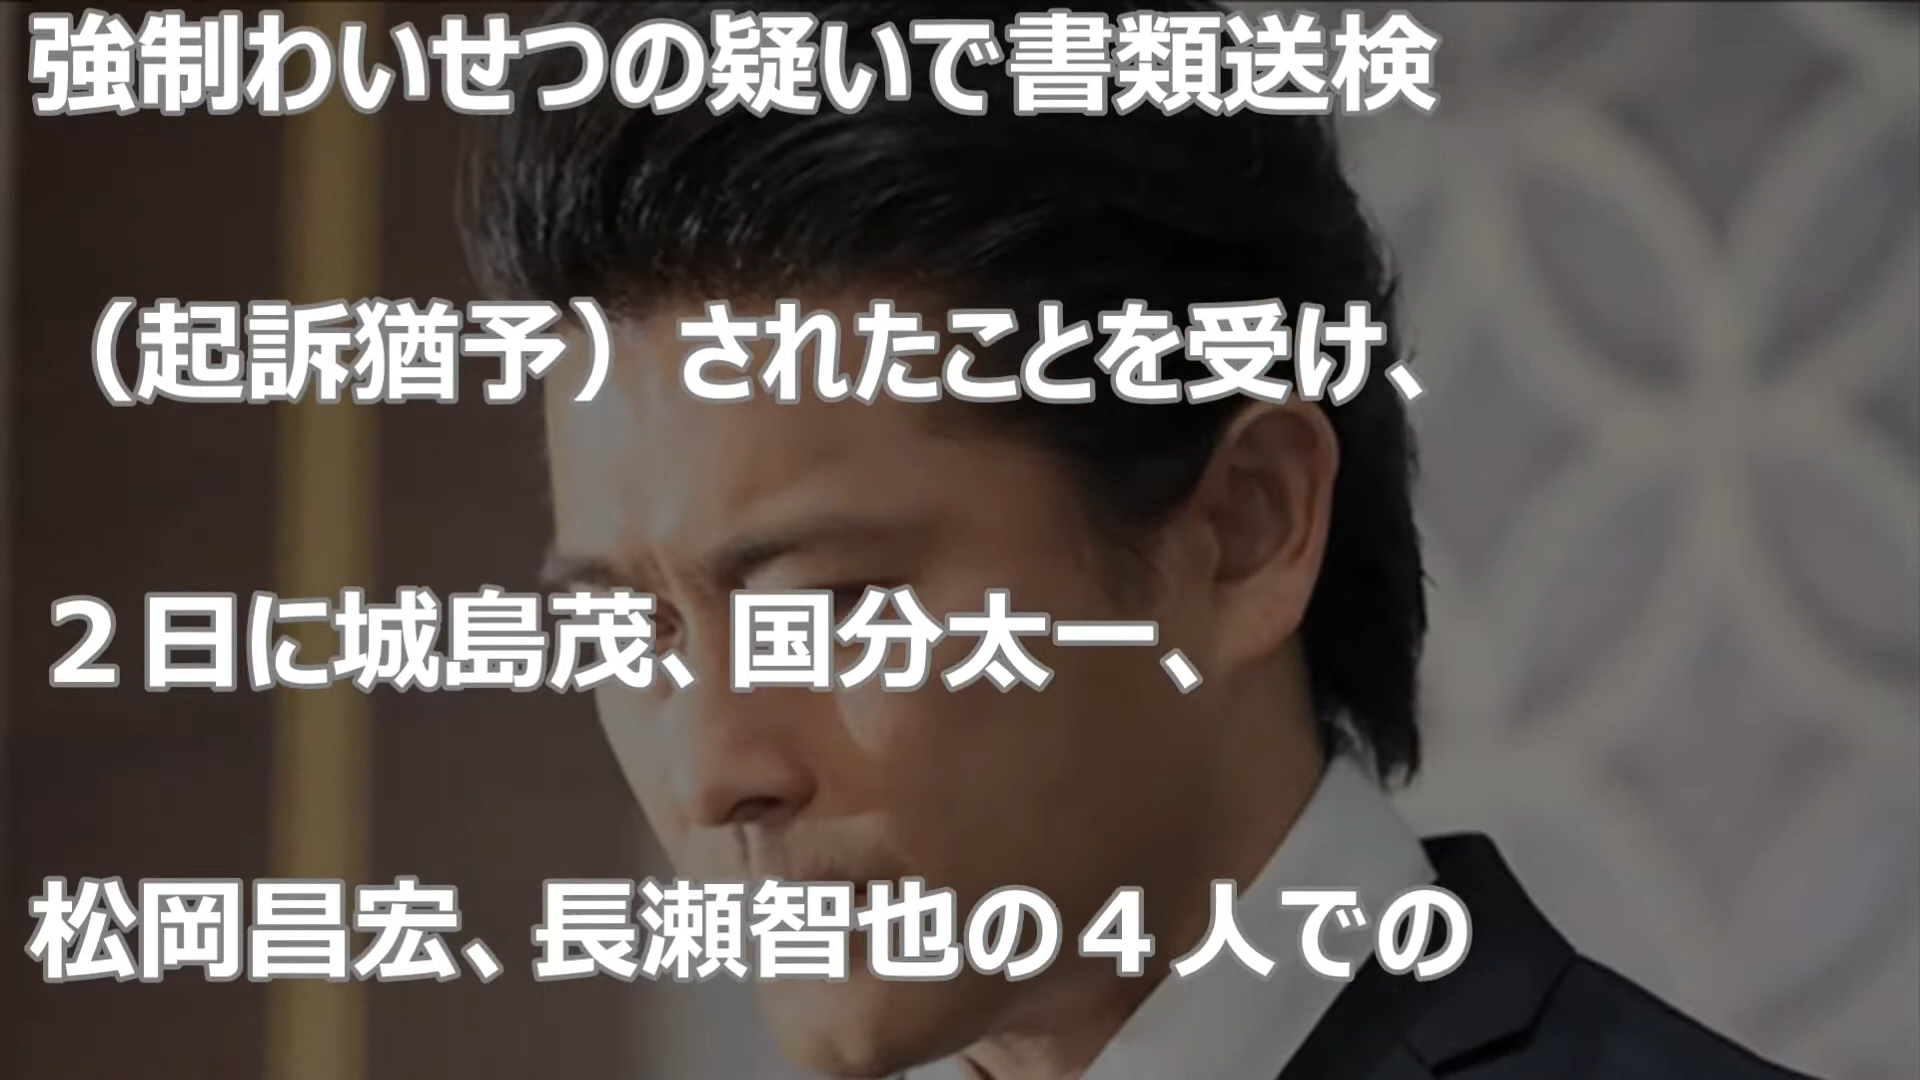 強制わいせつの疑いで書類送検
（起訴猶予）されたことを受け、
２日に城島茂、国分太一、
松岡昌宏、長瀬智也の４人での